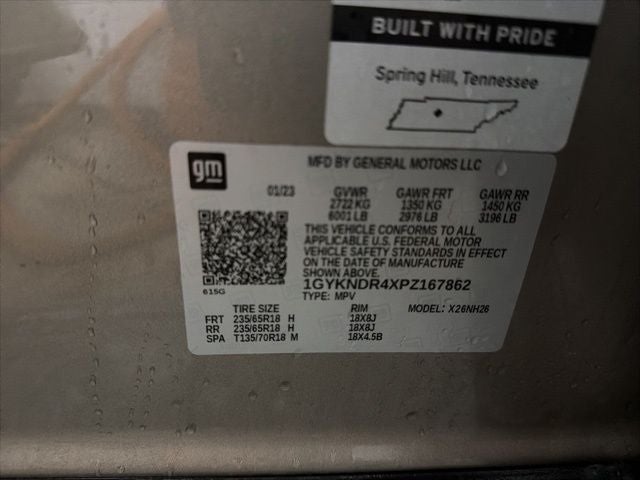 BUILT WITH PRIDE
Spring Hill, Tennessee
gm
MFD BY GENERAL MOTORS LLC
01/23 GVWR GAWR FRT GAWR RR
2722 KG 1350 KG 1450 KG
6001 LB 2976 LB 3196 LB
THIS VEHICLE CONFORMS TO ALL
APPLICABLE U.S. FEDERAL MOTOR
VEHICLE SAFETY STANDARDS IN EFFECT
ON THE DATE OF MANUFACTURE
SHOWN ABOVE.
1GYKNDR4XPZ167862
615G
TYPE: MPV MODEL: X26NH26
TIRE SIZE RIM
FRT 235/65R18 H 18X8J
RR 235/65R18 H 18X8J
SPA T135/70R18 M 18X4.5B